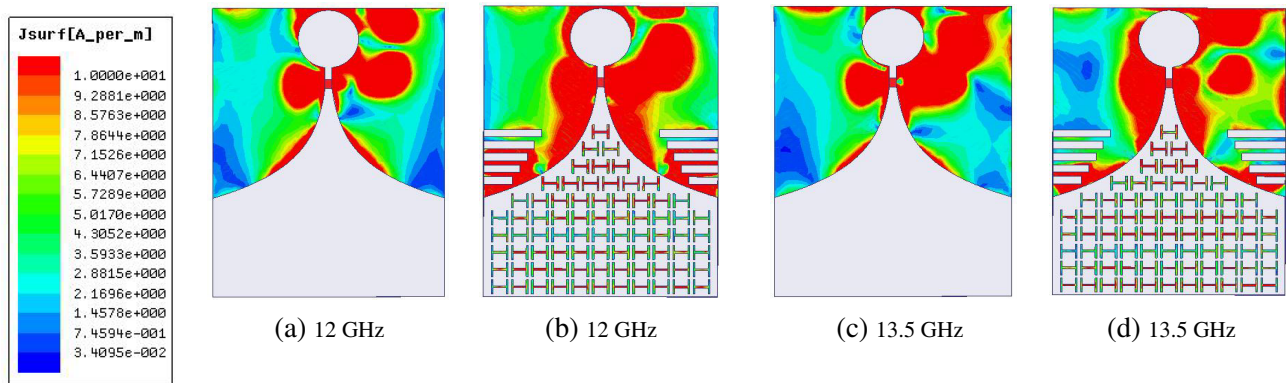 Jsurf[A_per_m]
1.0000e+001
9.2881e+000
8.5763e+000
7.8644e+000
7.1526e+000
6.4407e+000
5.7289e+000
5.0170e+000
4.3052e+000
3.5933e+000
2.8815e+000
2.1696e+000
1.4578e+000
7.4594e-001
3.4095e-002
(a) 12 GHz
(b) 12 GHz
(c) 13.5 GHz
(d) 13.5 GHz